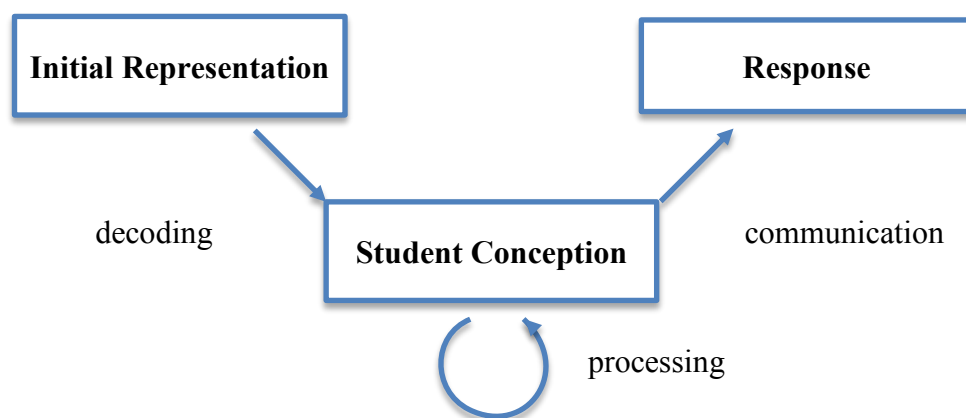 Initial Representation
Response
decoding
Student Conception
communication
processing